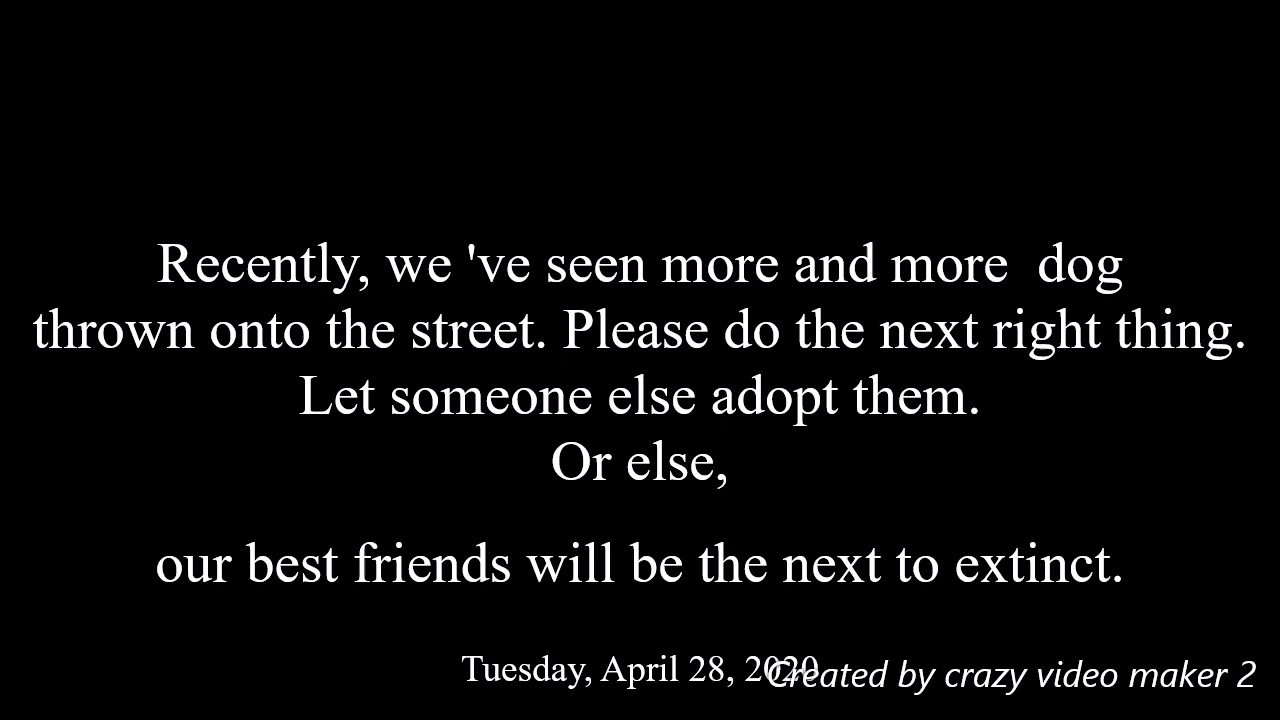 Recently, we 've seen more and more  dog
thrown onto the street. Please do the next right thing.
Let someone else adopt them.
Or else,
our best friends will be the next to extinct.
Tuesday, April 28, 2020
Created by crazy video maker 2